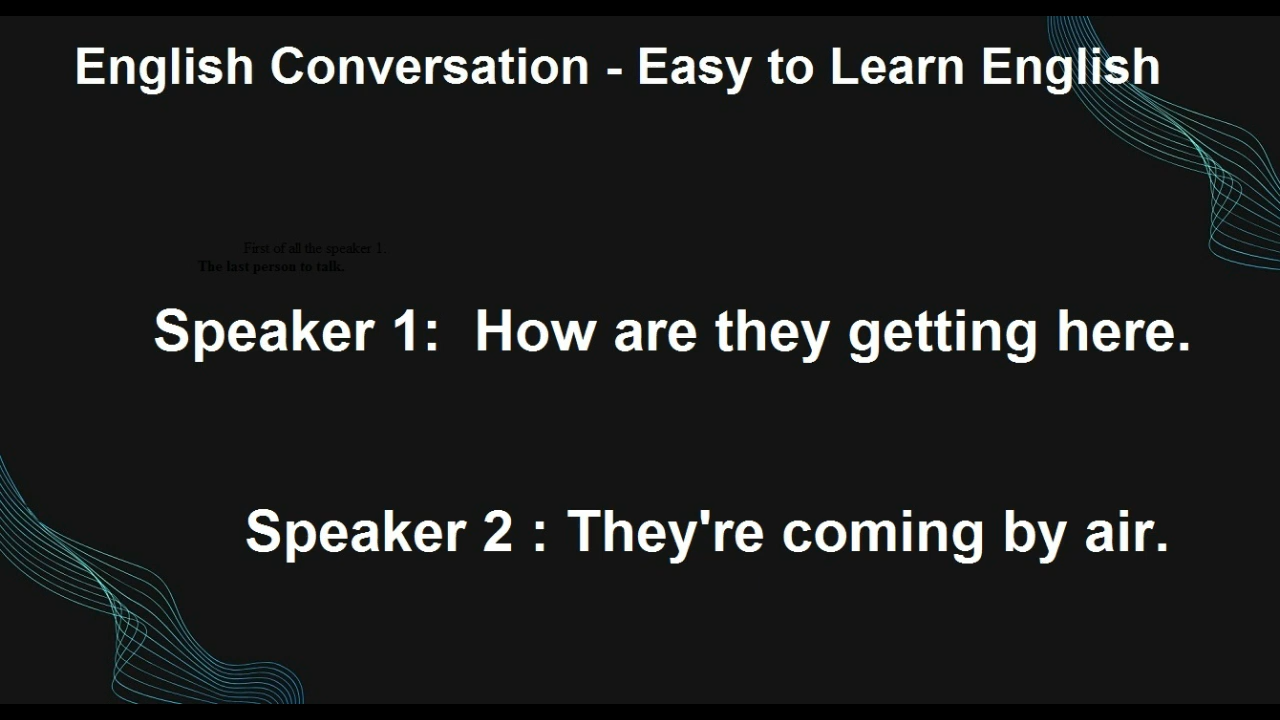 English Conversation - Easy to Learn English
First of all the speaker 1.
The last person to talk.
Speaker 1:  How are they getting here.
Speaker 2 : They're coming by air.